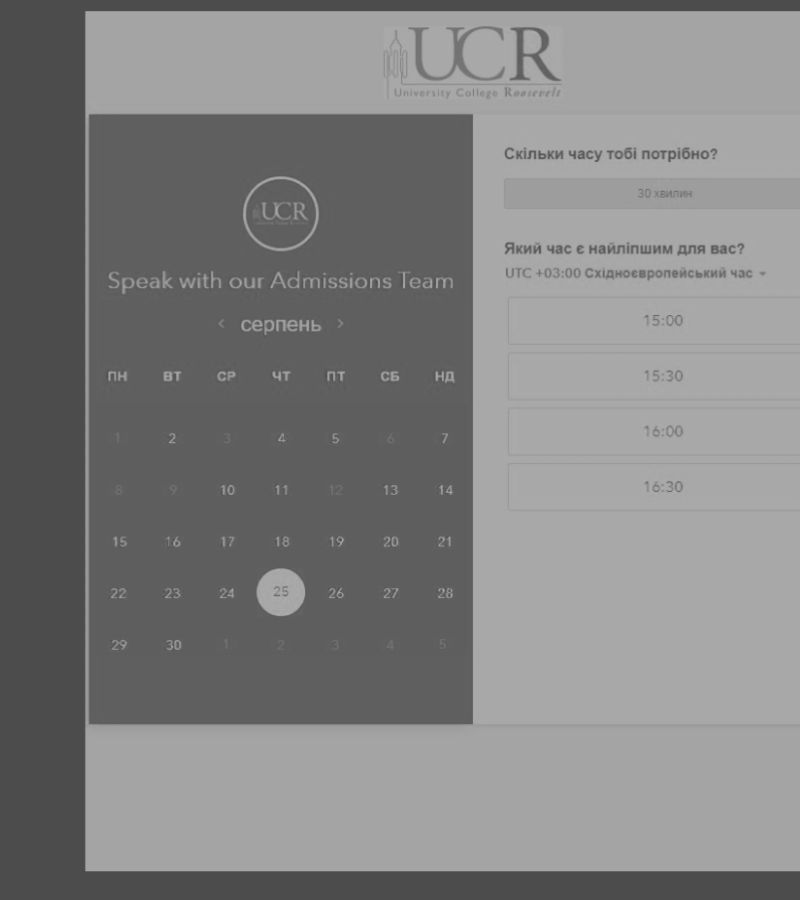 UCR
University College Roosevelt
UCR
Speak with our Admissions Team
‹ серпень ›
ПН ВТ СР ЧТ ПТ СБ НД
1 2 3 4 5 6 7
8 9 10 11 12 13 14
15 16 17 18 19 20 21
22 23 24 25 26 27 28
29 30 1 2 3 4 5
Скільки часу тобі потрібно?
30 хвилин
Який час є найліпшим для вас?
UTC +03:00 Східноєвропейський час
15:00
15:30
16:00
16:30